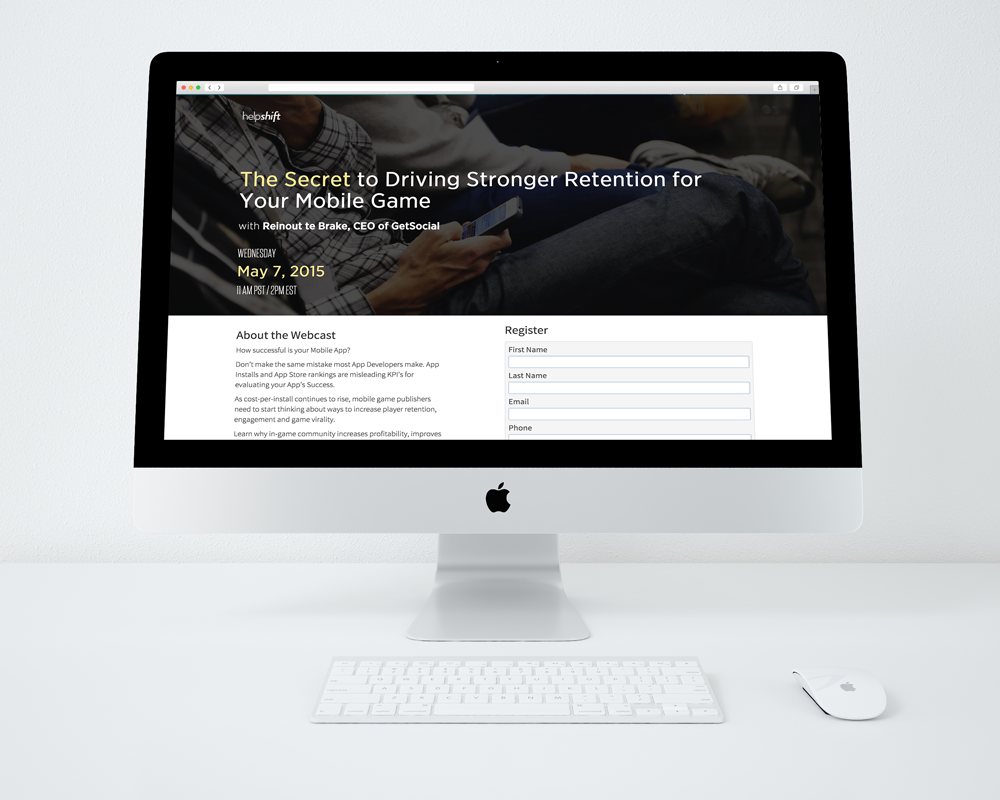 helpshift
The Secret to Driving Stronger Retention for
Your Mobile Game
with Reinout te Brake, CEO of GetSocial
WEDNESDAY
May 7, 2015
11 AM PST / 2PM EST
About the Webcast
How successful is your Mobile App?
Don't make the same mistake most App Developers make. App
Installs and App Store rankings are misleading KPI's for
evaluating your App's Success.
As cost-per-install continues to rise, mobile game publishers
need to start thinking about ways to increase player retention,
engagement and game virality.
Learn why in-game community increases profitability, improves
Register
First Name
Last Name
Email
Phone